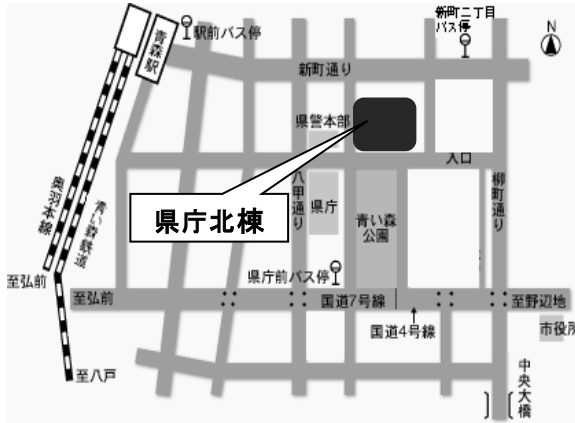 駅前バス停
新町二丁目
バス停
N
青森駅
新町通り
県警本部
入口
奥羽本線
青い森鉄道
八甲通り
県庁
青い森
公園
柳町通り
県庁北棟
県庁前バス停
至弘前
至弘前
国道7号線
至野辺地
国道4号線
市役所
至八戸
中央大橋